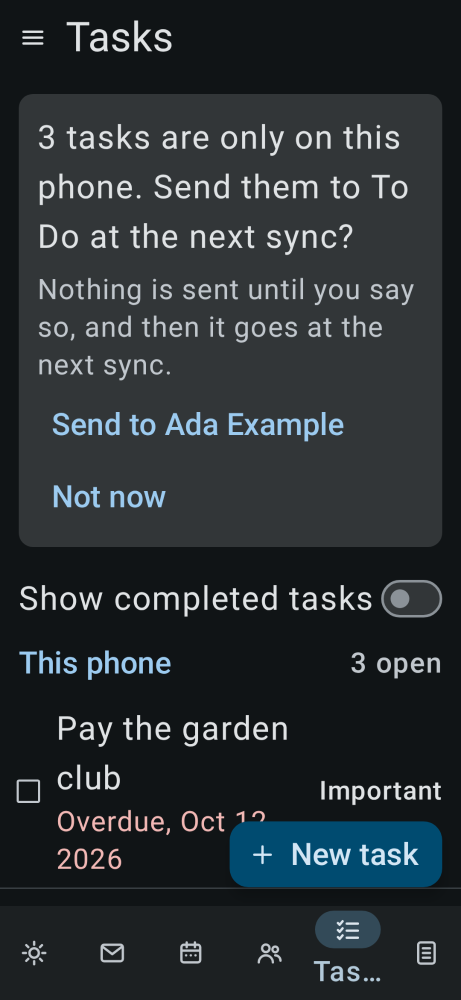 Tasks
3 tasks are only on this
phone. Send them to To
Do at the next sync?
Nothing is sent until you say
so, and then it goes at the
next sync.
Send to Ada Example
Not now
Show completed tasks
This phone
3 open
Pay the garden
club
Important
Overdue, Oct 12
2026
+ New task
Tas…